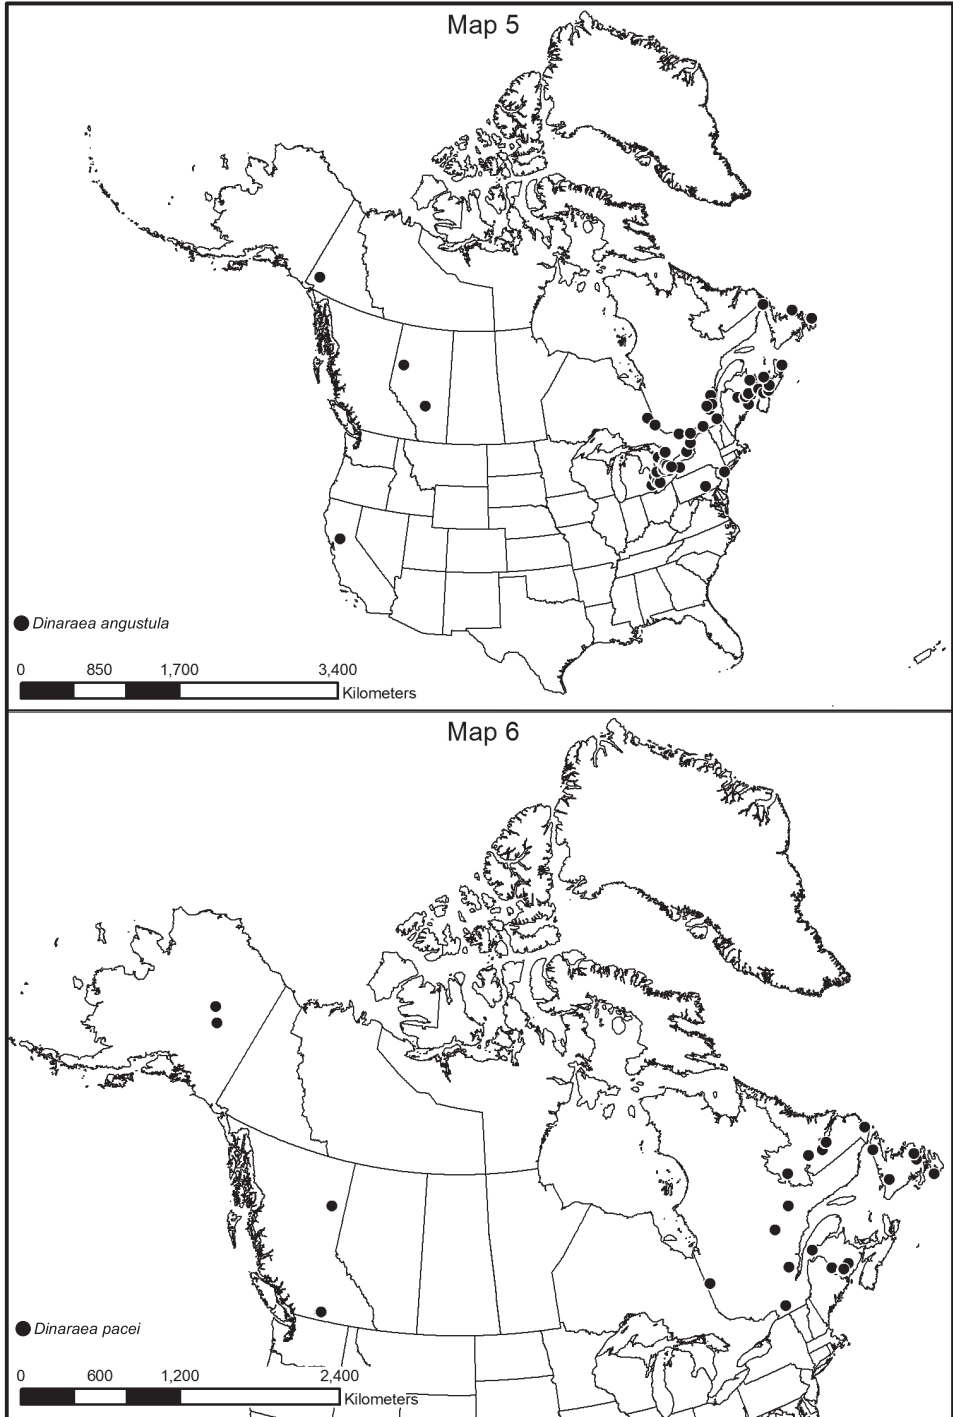 Map 5
Dinaraea angustula
0 850 1,700 3,400
Kilometers
Map 6
Dinaraea pacei
0 600 1,200 2,400
Kilometers